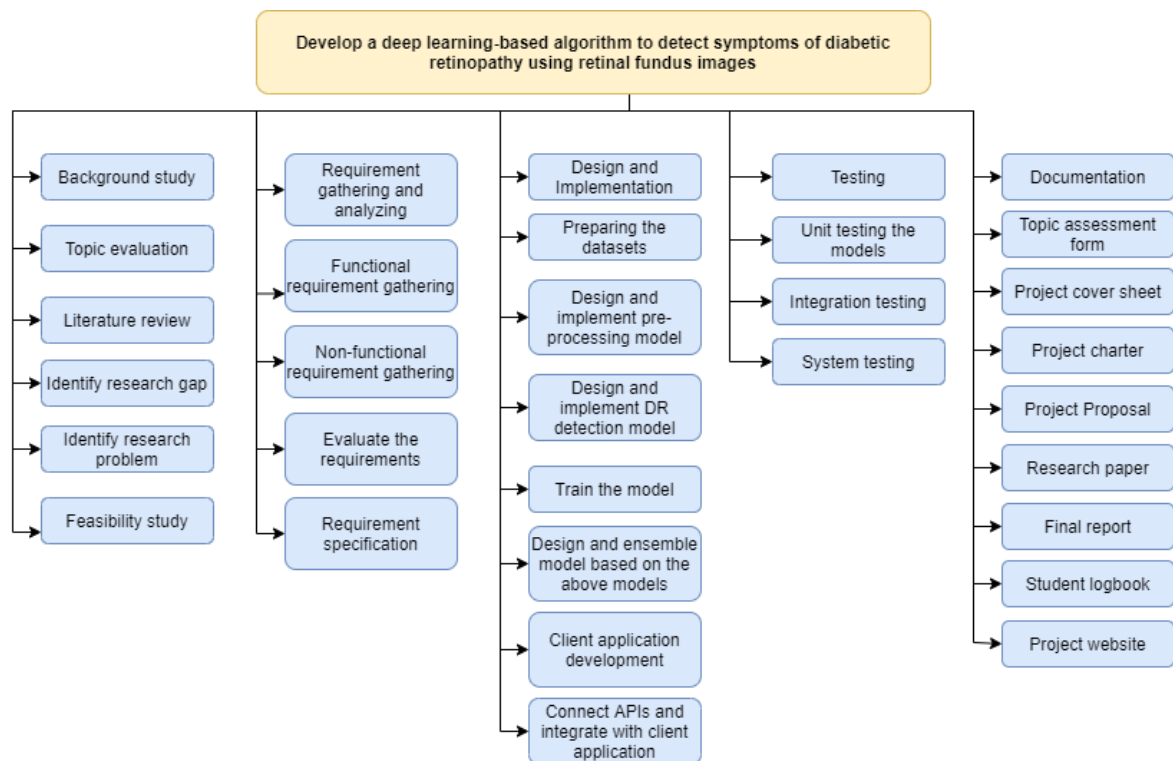 Develop a deep learning-based algorithm to detect symptoms of diabetic
retinopathy using retinal fundus images
Background study
Topic evaluation
Literature review
Identify research gap
Identify research
problem
Feasibility study
Requirement
gathering and
analyzing
Functional
requirement gathering
Non-functional
requirement gathering
Evaluate the
requirements
Requirement
specification
Design and
Implementation
Preparing the
datasets
Design and
implement pre-
processing model
Design and
implement DR
detection model
Train the model
Design and ensemble
model based on the
above models
Client application
development
Connect APIs and
integrate with client
application
Testing
Unit testing the
models
Integration testing
System testing
Documentation
Topic assessment
form
Project cover sheet
Project charter
Project Proposal
Research paper
Final report
Student logbook
Project website